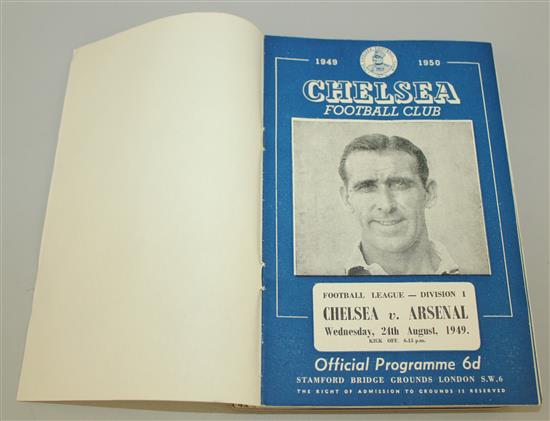 1949 1950
CHELSEA
FOOTBALL CLUB
FOOTBALL LEAGUE — DIVISION 1
CHELSEA v. ARSENAL
Wednesday, 24th August, 1949.
KICK OFF. 6.15 p.m.
Official Programme 6d
STAMFORD BRIDGE GROUNDS LONDON S.W.6
THE RIGHT OF ADMISSION TO GROUNDS IS RESERVED